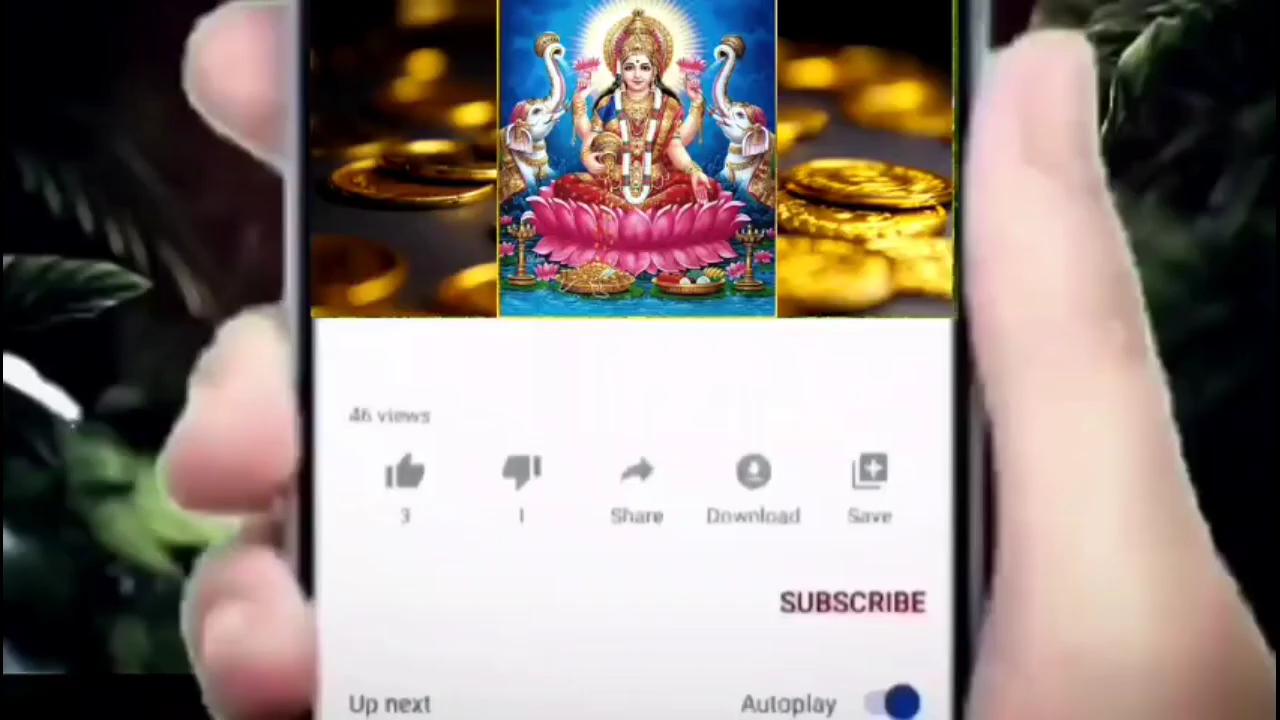 46 views
3
1
Share
Download
Save
SUBSCRIBE
Up next
Autoplay